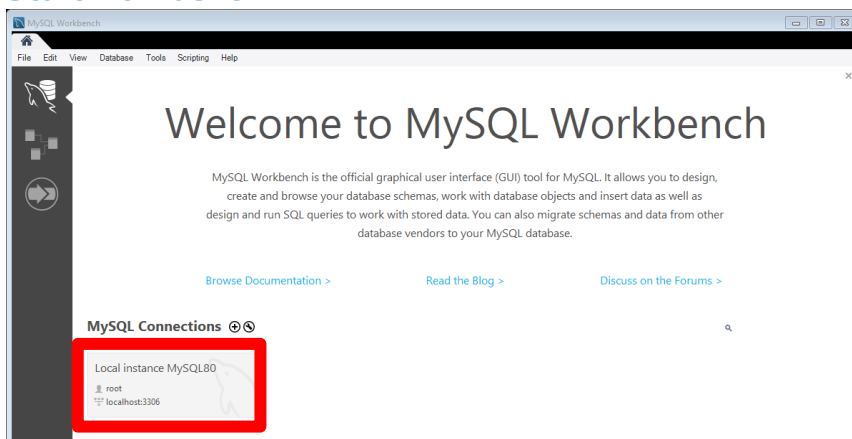 MySQL Workbench
File Edit View Database Tools Scripting Help
Welcome to MySQL Workbench
MySQL Workbench is the official graphical user interface (GUI) tool for MySQL. It allows you to design,
create and browse your database schemas, work with database objects and insert data as well as
design and run SQL queries to work with stored data. You can also migrate schemas and data from other
database vendors to your MySQL database.
Browse Documentation > Read the Blog > Discuss on the Forums >
MySQL Connections
Local instance MySQL80
root
localhost:3306